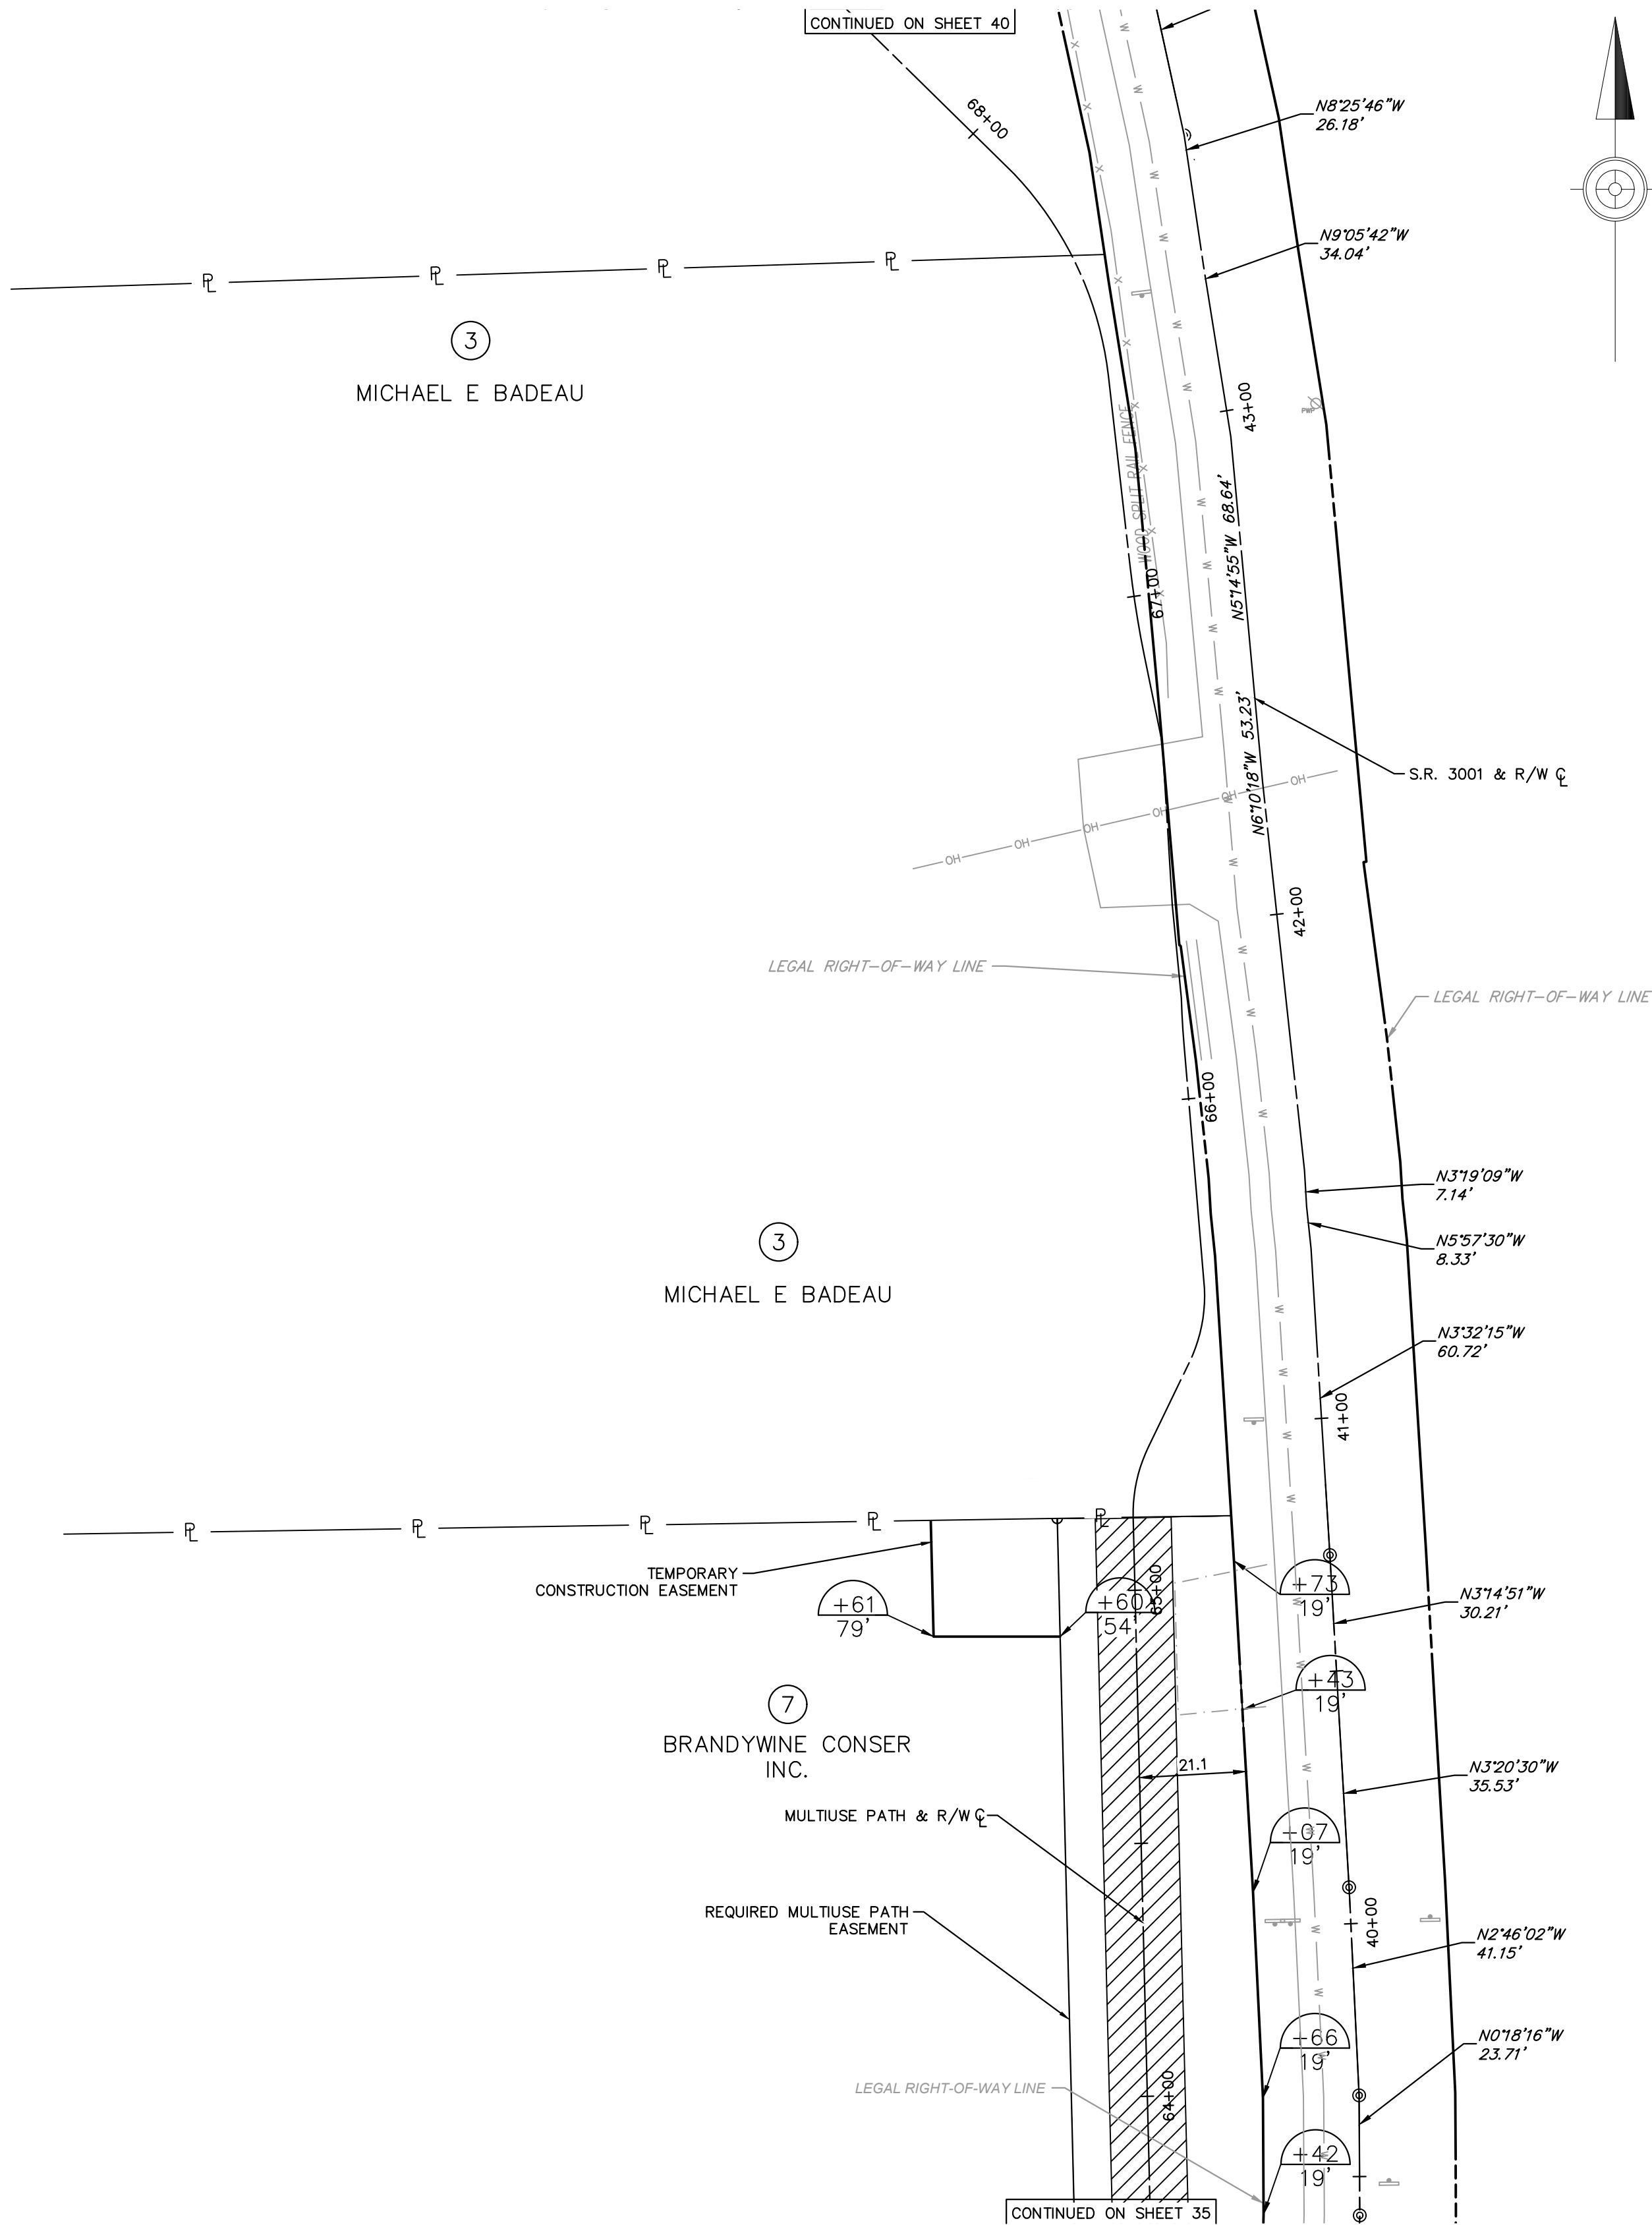 CONTINUED ON SHEET 40
68+00
N8°25'46"W
26.18'
N9°05'42"W
34.04'
3
MICHAEL E BADEAU
43+00
PMP
WOOD SPLIT RAIL FENCE
N5°14'55"W 68.64'
67+00
N6°10'18"W 53.23'
S.R. 3001 & R/W ℄
OH OH OH OH OH OH
42+00
LEGAL RIGHT-OF-WAY LINE
LEGAL RIGHT-OF-WAY LINE
66+00
N3°19'09"W
7.14'
3
MICHAEL E BADEAU
N5°57'30"W
8.33'
N3°32'15"W
60.72'
41+00
TEMPORARY
CONSTRUCTION EASEMENT
+61
79'
+60
54'
65+00
+73
19'
N3°14'51"W
30.21'
+43
19'
7
BRANDYWINE CONSER
INC.
21.1
N3°20'30"W
35.53'
MULTIUSE PATH & R/W ℄
+07
19'
REQUIRED MULTIUSE PATH
EASEMENT
40+00
N2°46'02"W
41.15'
+66
19'
N0°18'16"W
23.71'
LEGAL RIGHT-OF-WAY LINE
64+00
+42
19'
CONTINUED ON SHEET 35